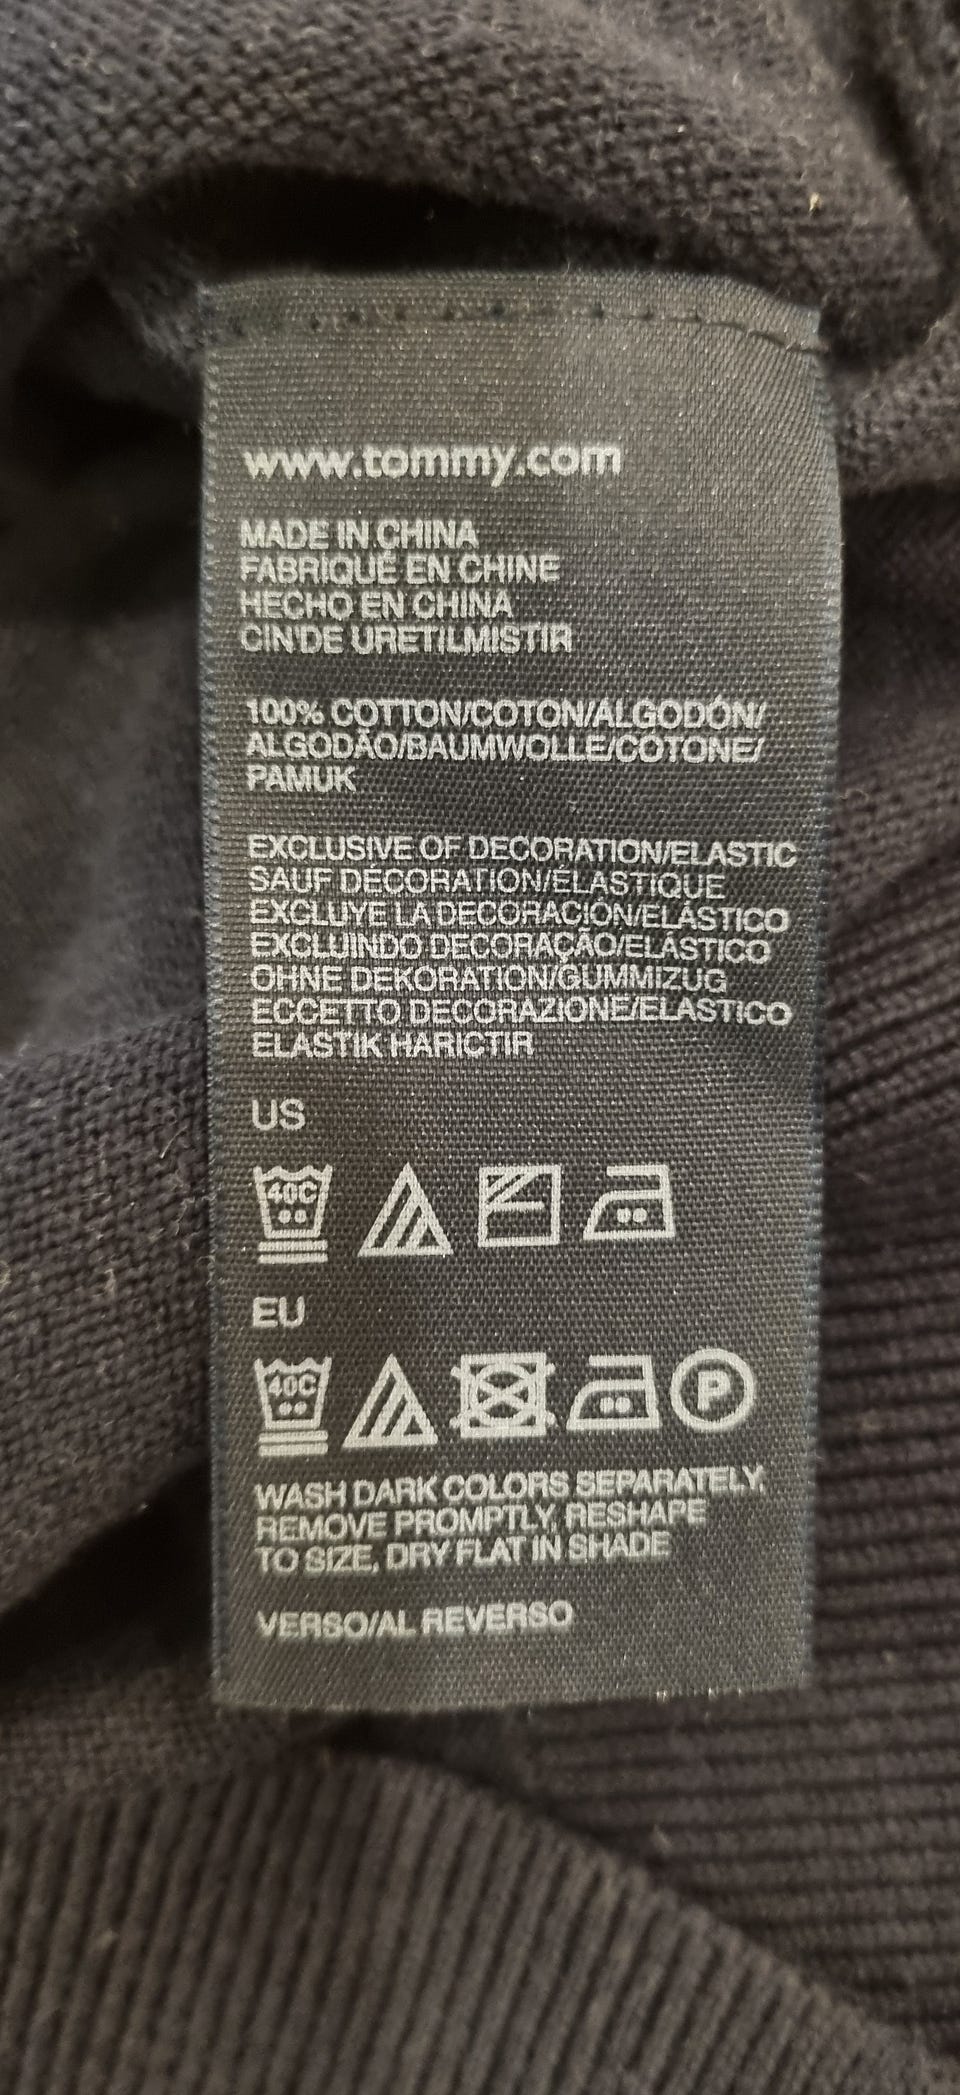 www.tommy.com
MADE IN CHINA
FABRIQUÉ EN CHINE
HECHO EN CHINA
CIN'DE URETILMISTIR
100% COTTON/COTON/ALGODÓN/
ALGODÃO/BAUMWOLLE/COTONE/
PAMUK
EXCLUSIVE OF DECORATION/ELASTIC
SAUF DÉCORATION/ÉLASTIQUE
EXCLUYE LA DECORACIÓN/ELÁSTICO
EXCLUINDO DECORAÇÃO/ELÁSTICO
OHNE DEKORATION/GUMMIZUG
ECCETTO DECORAZIONE/ELASTICO
ELASTIK HARICTIR
US
40C
EU
40C P
WASH DARK COLORS SEPARATELY,
REMOVE PROMPTLY, RESHAPE
TO SIZE, DRY FLAT IN SHADE
VERSO/AL REVERSO